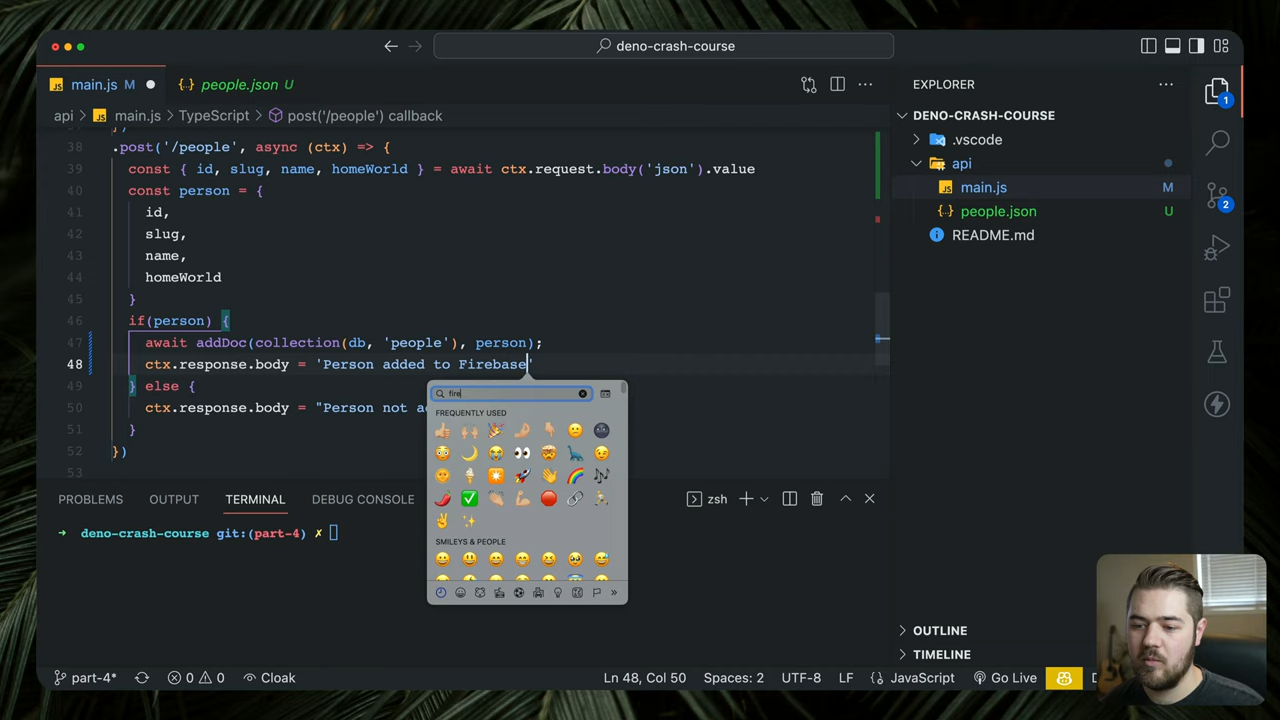 deno-crash-course
main.js M
{} people.json U
EXPLORER
api › main.js › TypeScript › post('/people') callback
DENO-CRASH-COURSE
.vscode
api
main.js M
{} people.json U
README.md
1
2
38 .post('/people', async (ctx) => {
39 const { id, slug, name, homeWorld } = await ctx.request.body('json').value
40 const person = {
41 id,
42 slug,
43 name,
44 homeWorld
45 }
46 if(person) {
47 await addDoc(collection(db, 'people'), person);
48 ctx.response.body = 'Person added to Firebase'
49 } else {
50 ctx.response.body = "Person not a
51 }
52 })
53
fire
FREQUENTLY USED
SMILEYS & PEOPLE
PROBLEMS OUTPUT TERMINAL DEBUG CONSOLE zsh
→ deno-crash-course git:(part-4) ✗
OUTLINE
TIMELINE
part-4* 0 0 Cloak Ln 48, Col 50 Spaces: 2 UTF-8 LF JavaScript Go Live